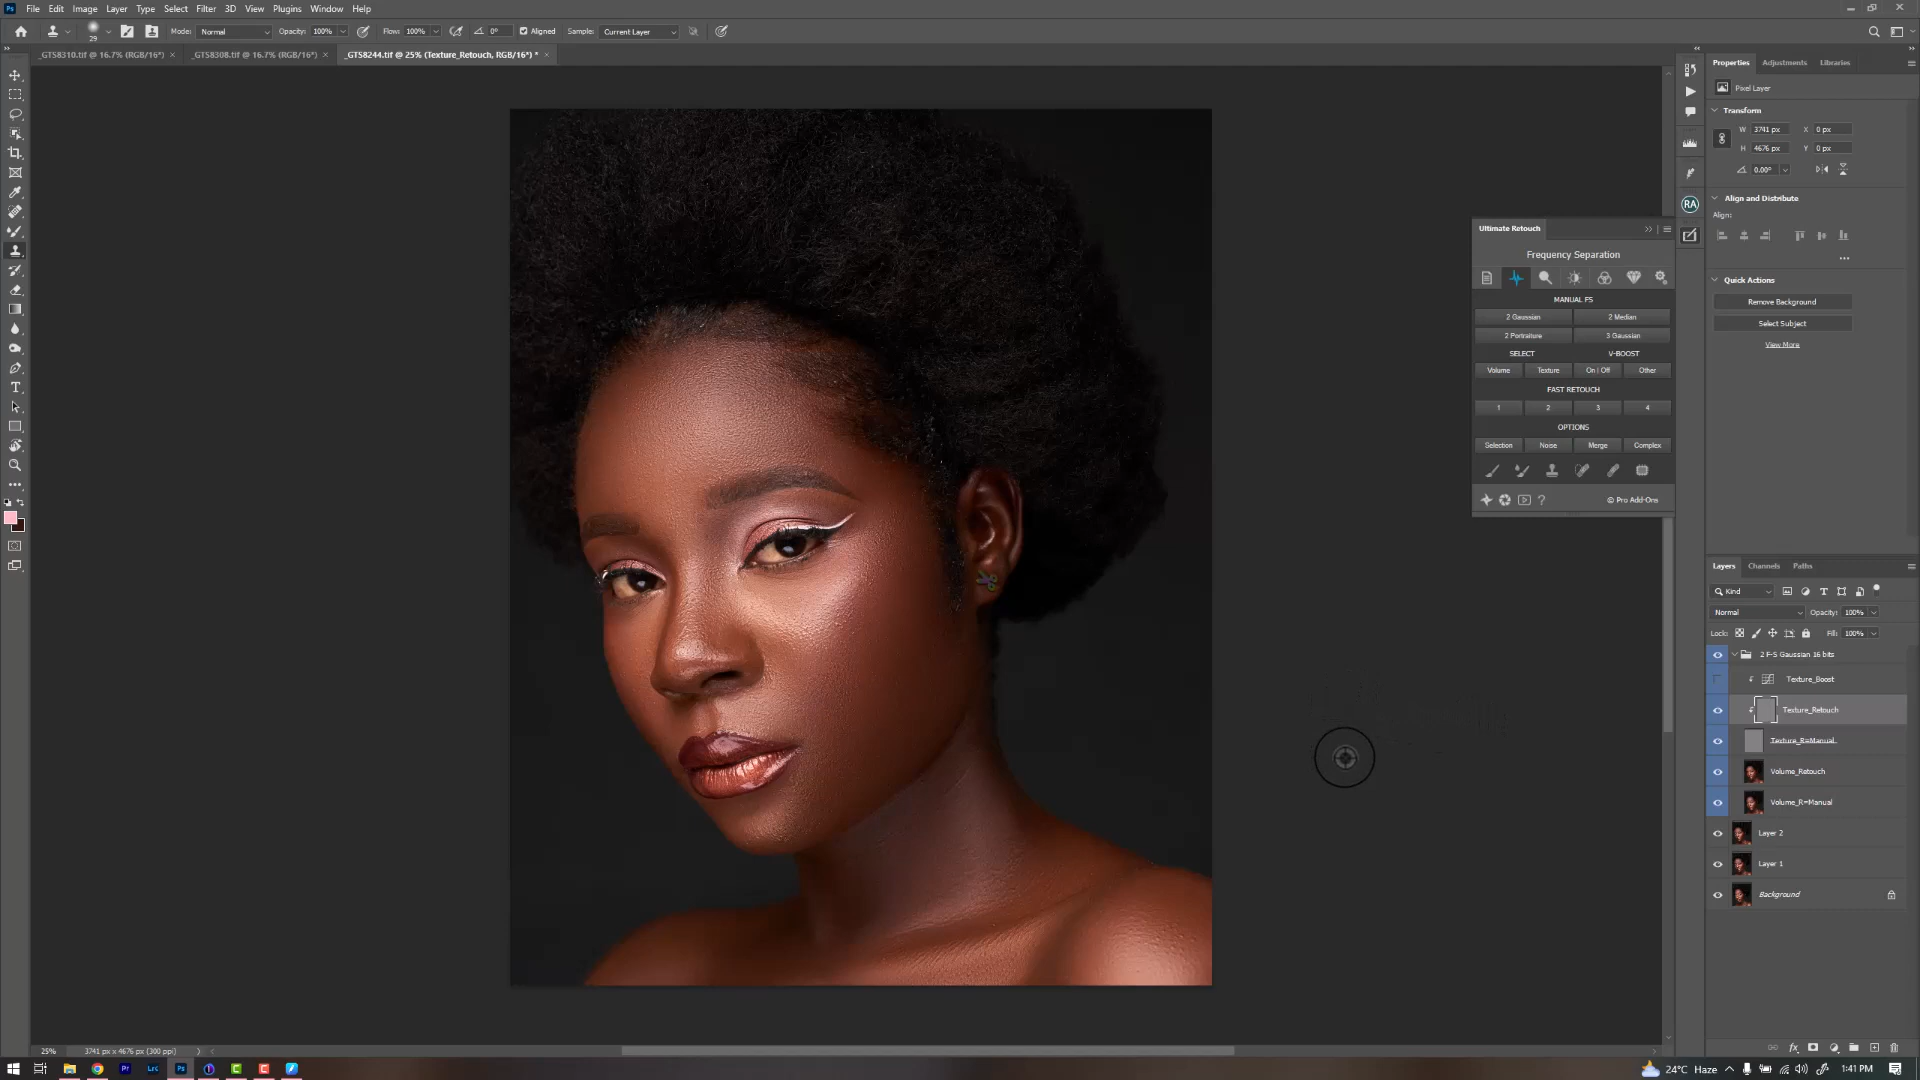 File Edit Image Layer Type Select Filter 3D View Plugins Window Help
29 Mode: Normal Opacity: 100% Flow: 100% 0° Aligned Sample: Current Layer
_GTS8310.tif @ 16.7% (RGB/16*) × _GTS8308.tif @ 16.7% (RGB/16*) × _GTS8244.tif @ 25% (Texture_Retouch, RGB/16*) * ×
Properties Adjustments Libraries
Pixel Layer
Transform
W 3741 px X 0 px
H 4676 px Y 0 px
0.00°
Align and Distribute
Align:
Quick Actions
Remove Background
Select Subject
View More
RA
Ultimate Retouch
Frequency Separation
MANUAL FS
2 Gaussian 2 Median
2 Portraiture 3 Gaussian
SELECT V-BOOST
Volume Texture On | Off Other
FAST RETOUCH
1 2 3 4
OPTIONS
Selection Noise Merge Complex
? © Pro Add-Ons
Layers Channels Paths
Kind
Normal Opacity: 100%
Lock: Fill: 100%
2 F-S Gaussian 16 bits
Texture_Boost
Texture_Retouch
Texture_R=Manual
Volume_Retouch
Volume_R=Manual
Layer 2
Layer 1
Background
fx
25% 3741 px x 4676 px (300 ppi)
Pr Lrc Ps
24°C Haze 1:41 PM